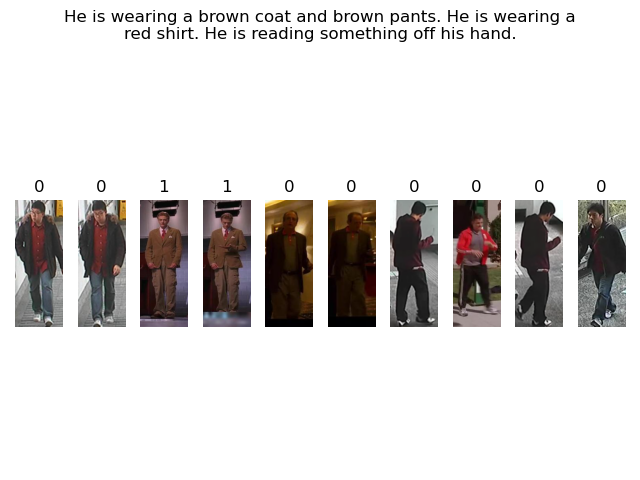 He is wearing a brown coat and brown pants. He is wearing a
red shirt. He is reading something off his hand.
0 0 1 1 0 0 0 0 0 0